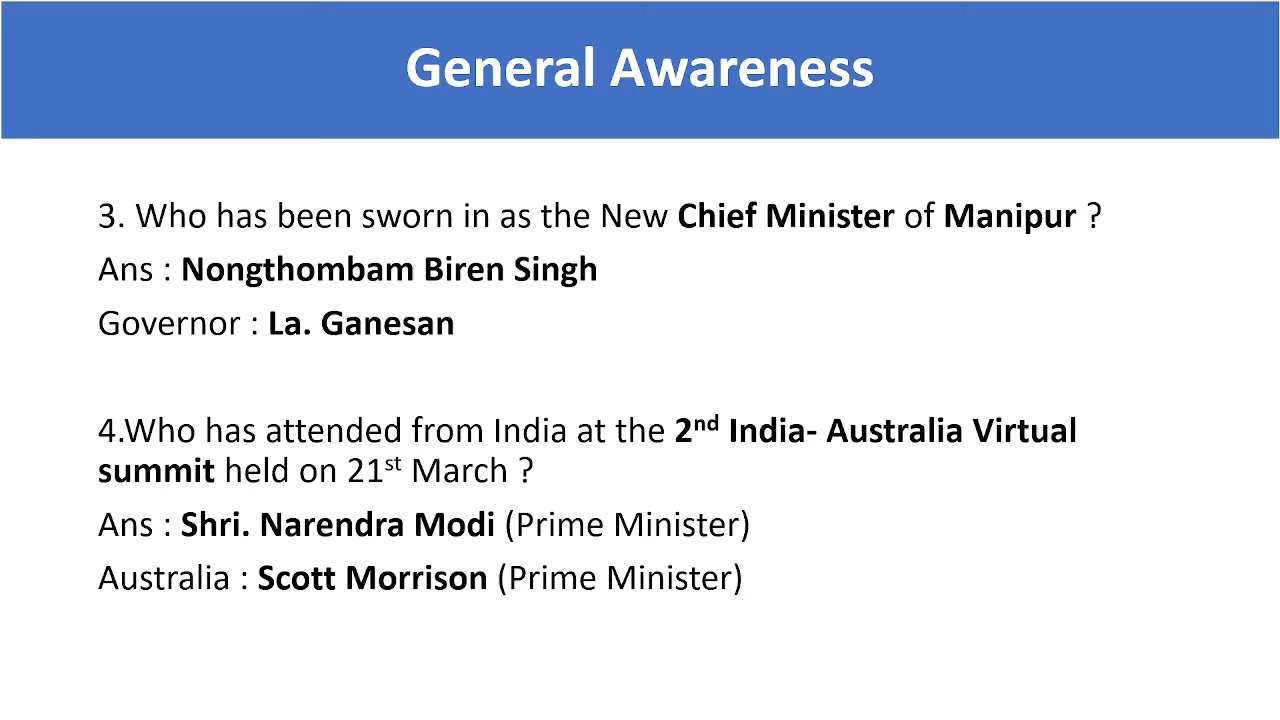 General Awareness
3. Who has been sworn in as the New Chief Minister of Manipur ?
Ans : Nongthombam Biren Singh
Governor : La. Ganesan
4.Who has attended from India at the 2nd India- Australia Virtual
summit held on 21st March ?
Ans : Shri. Narendra Modi (Prime Minister)
Australia : Scott Morrison (Prime Minister)